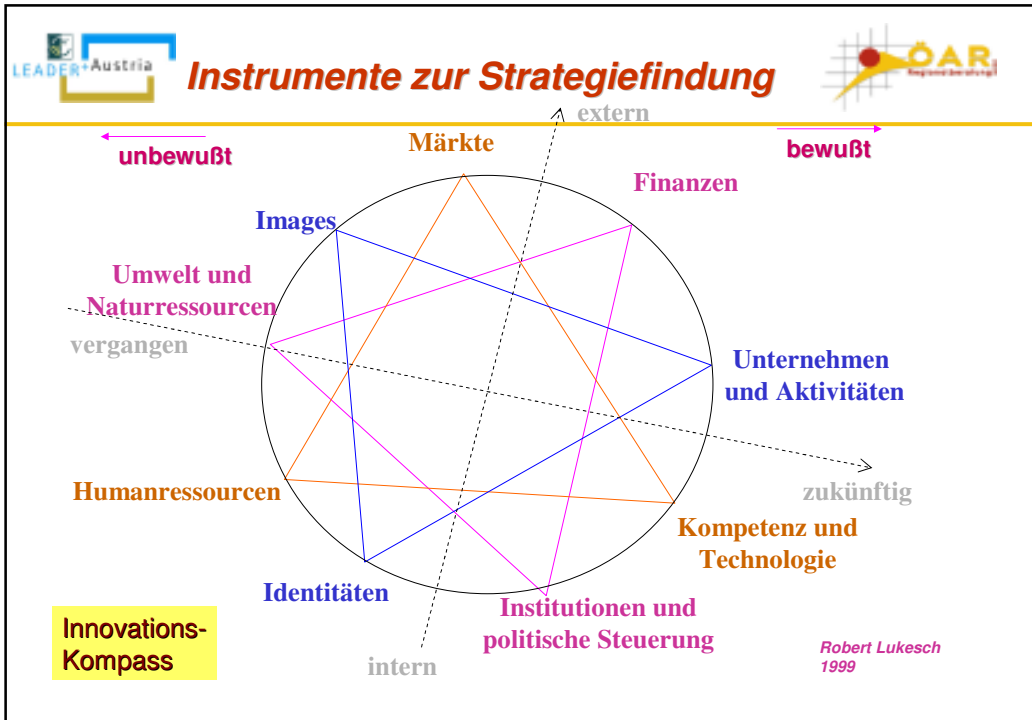 LEADER+ Austria
Instrumente zur Strategiefindung
ÖAR
Regionalberatung
extern
unbewußt
Märkte
bewußt
Finanzen
Images
Umwelt und
Naturressourcen
vergangen
Unternehmen
und Aktivitäten
Humanressourcen
zukünftig
Kompetenz und
Technologie
Identitäten
Institutionen und
politische Steuerung
Innovations-
Kompass
intern
Robert Lukesch
1999